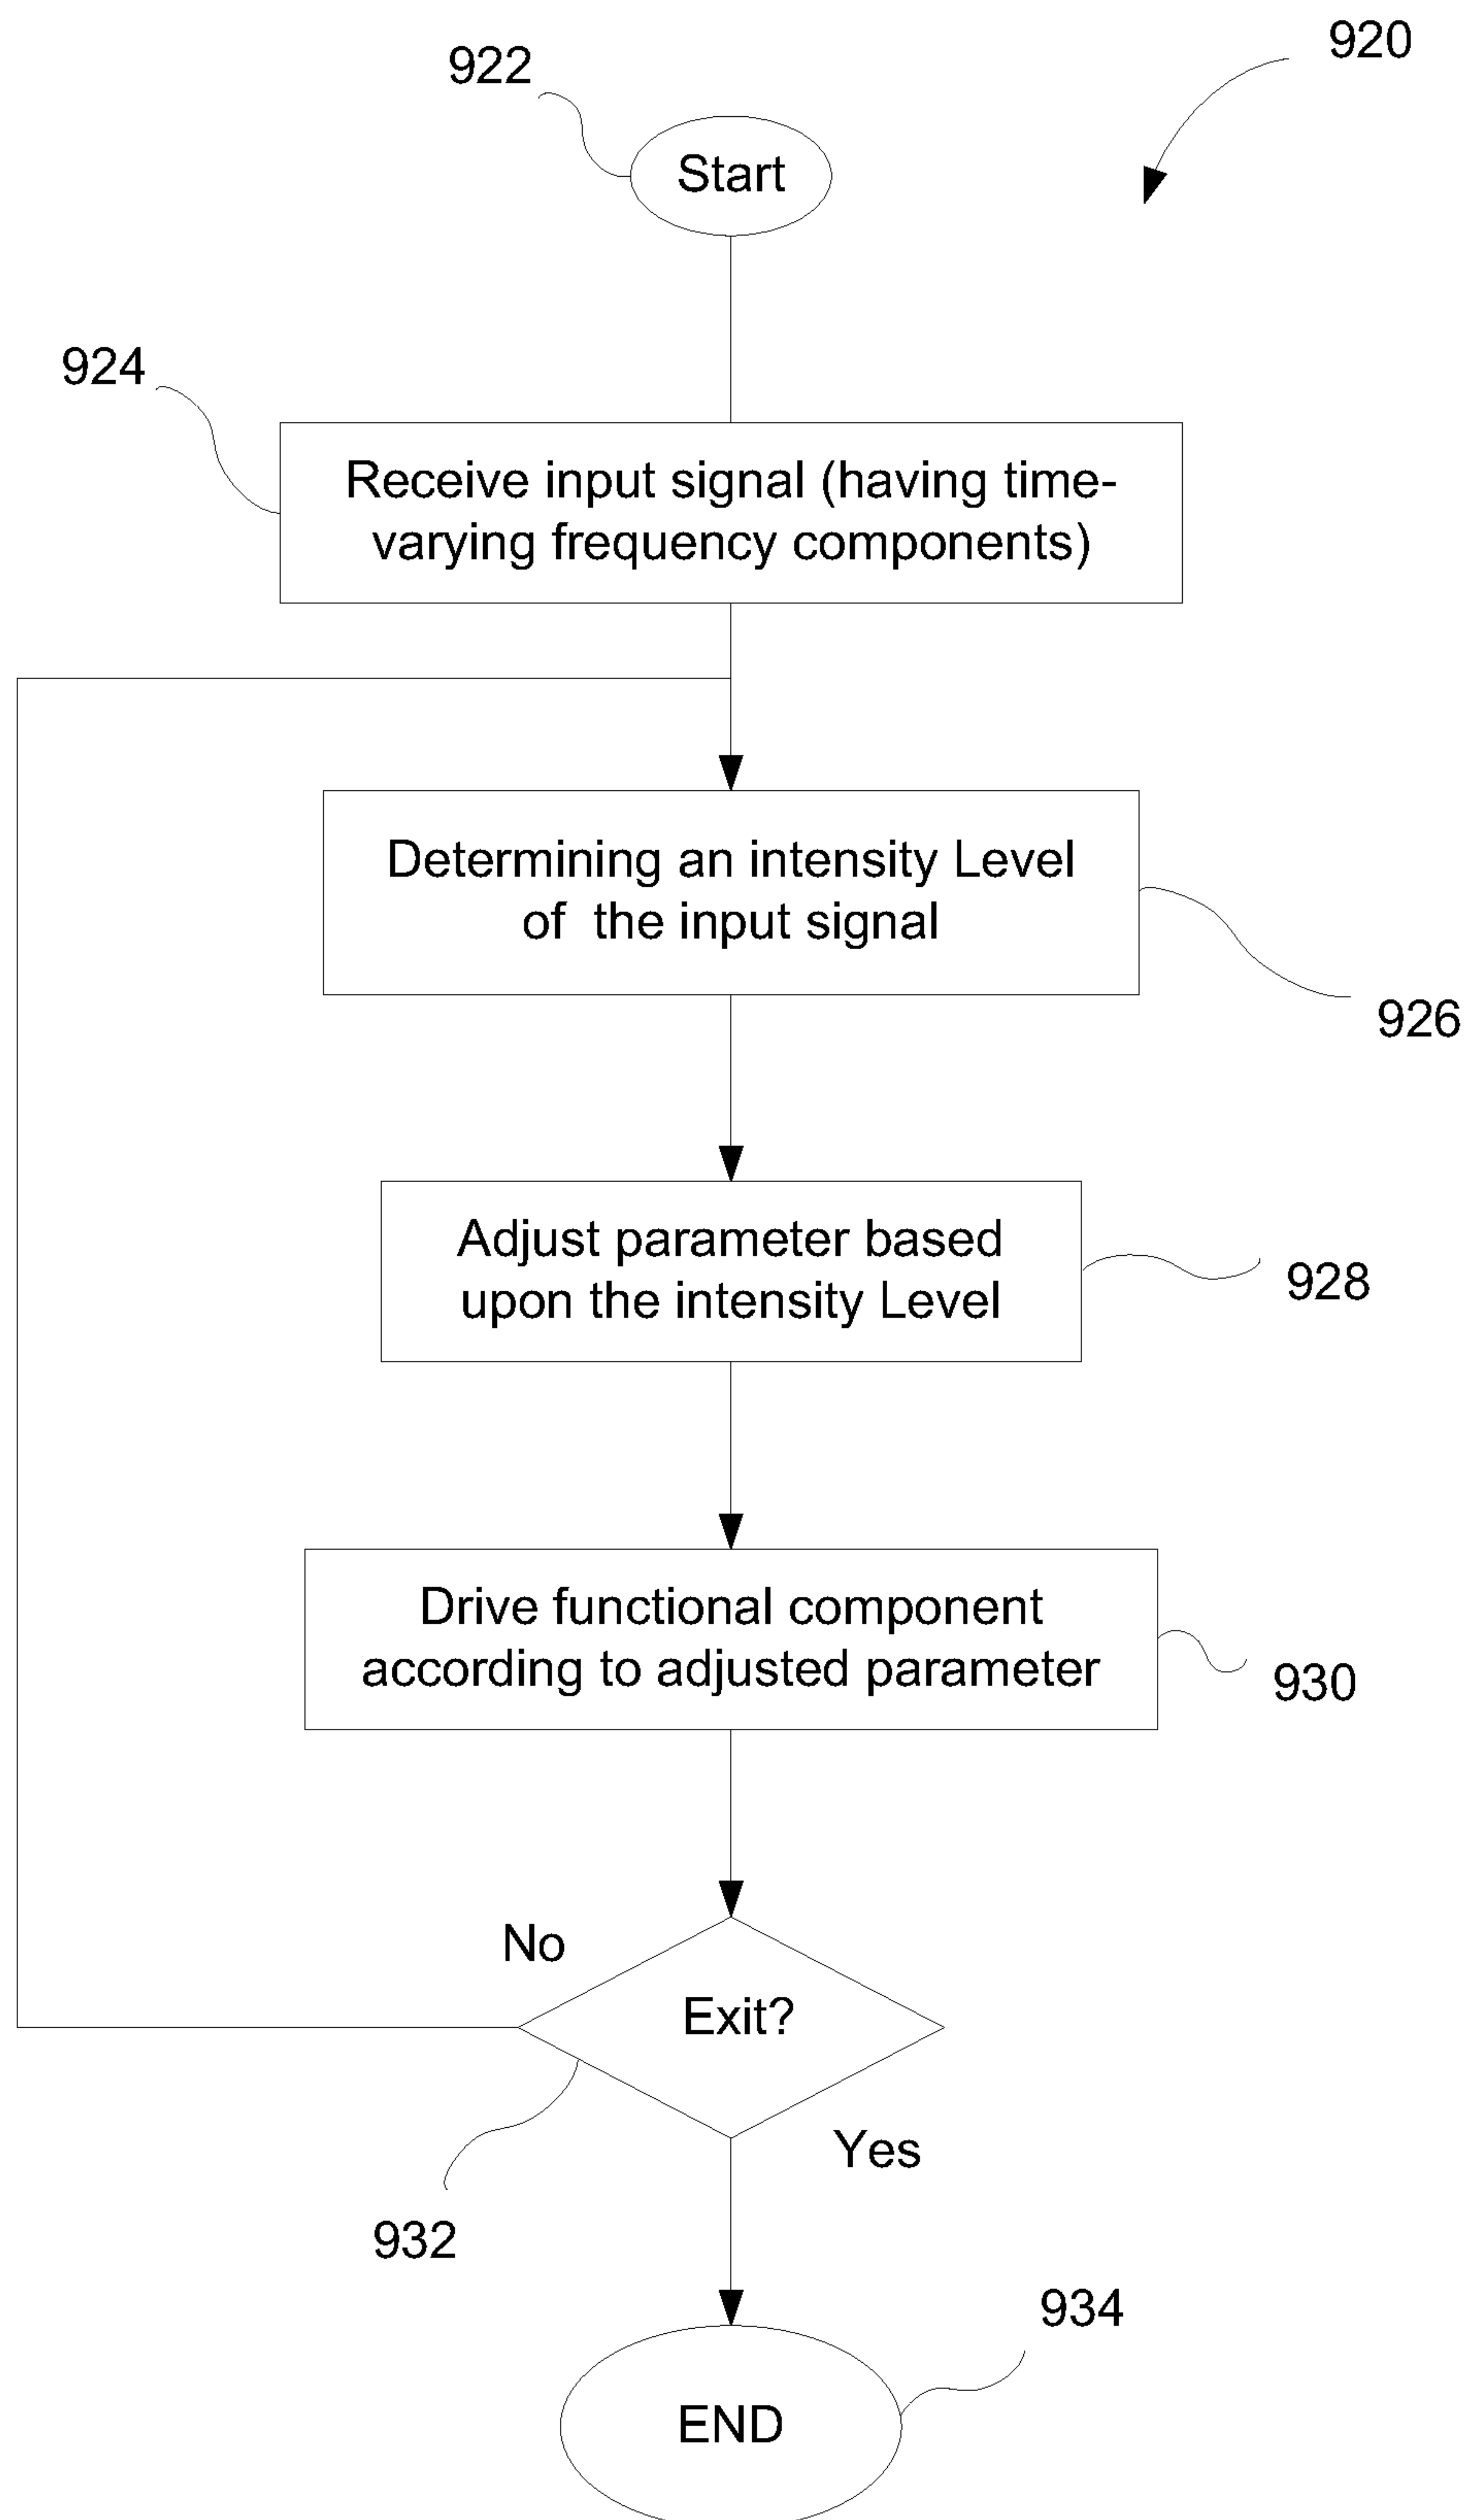 920
922
Start
924
Receive input signal (having time-
varying frequency components)
Determining an intensity Level
of the input signal
926
Adjust parameter based
upon the intensity Level
928
Drive functional component
according to adjusted parameter
930
No
Exit?
Yes
932
934
END